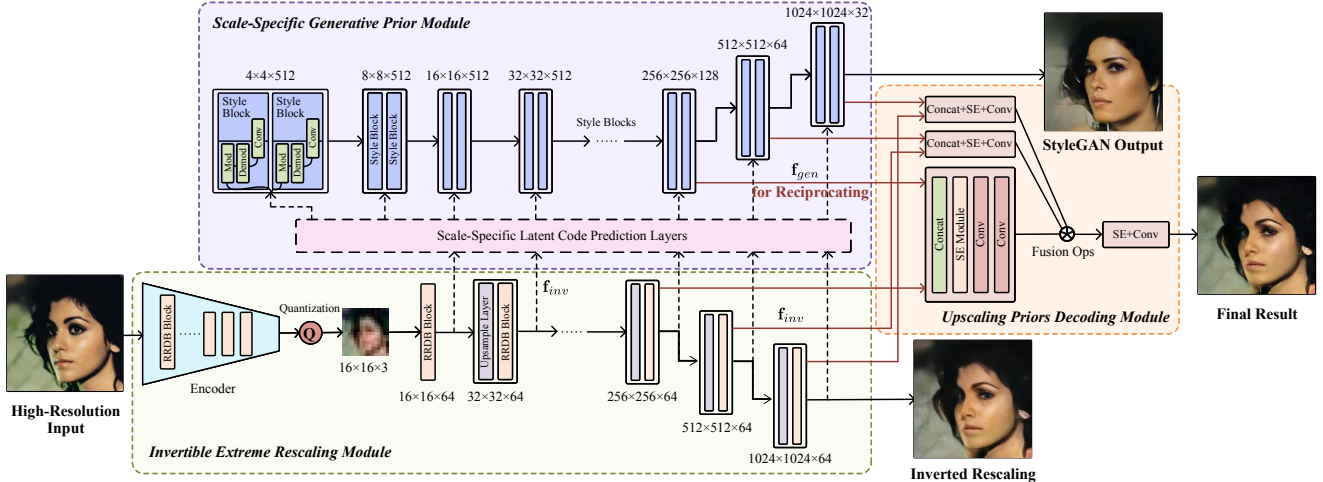 Scale-Specific Generative Prior Module
1024×1024×32
512×512×64
4×4×512
8×8×512
16×16×512
32×32×512
256×256×128
Style
Block
Style
Block
Conv
Conv
Mod
Demod
Mod
Demod
Style Block
Style Block
Style Blocks
......
f_gen
for Reciprocating
Scale-Specific Latent Code Prediction Layers
Concat+SE+Conv
Concat+SE+Conv
StyleGAN Output
Concat
SE Module
Conv
Conv
Fusion Ops
SE+Conv
f_inv
Upscaling Priors Decoding Module
Final Result
High-Resolution
Input
RRDB Block
......
Encoder
Quantization
Q
16×16×3
RRDB Block
16×16×64
Upsample Layer
RRDB Block
32×32×64
f_inv
......
256×256×64
512×512×64
1024×1024×64
Invertible Extreme Rescaling Module
Inverted Rescaling